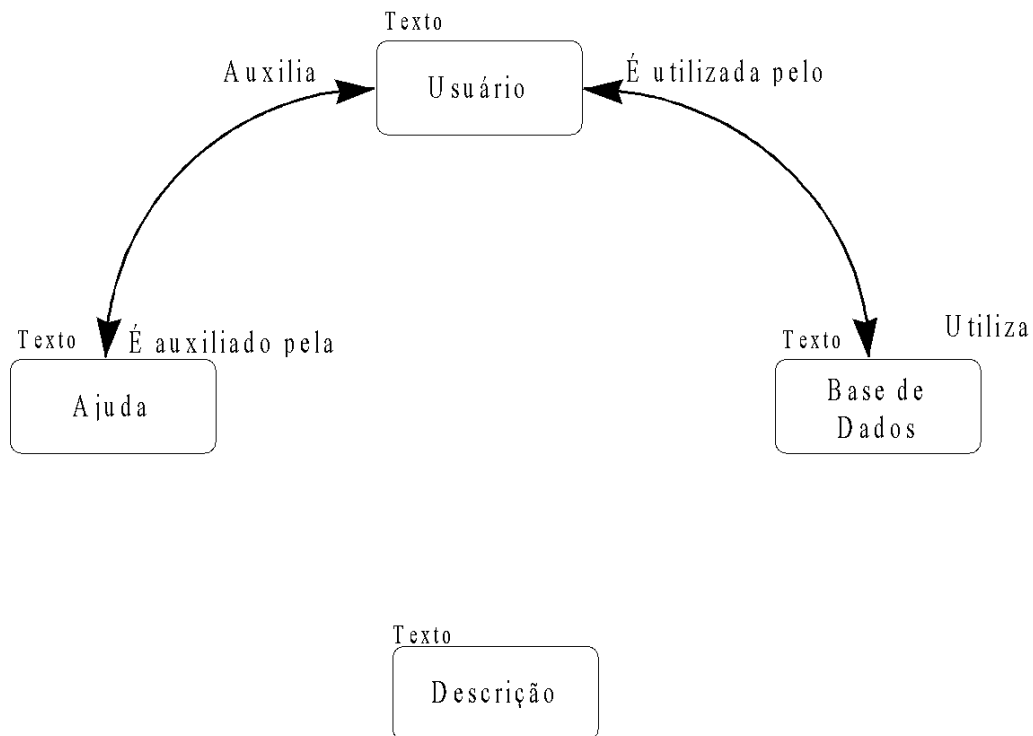 Texto
Auxilia
Usuário
É utilizada pelo
Texto
É auxiliado pela
Texto
Utiliza
Ajuda
Base de
Dados
Texto
Descrição